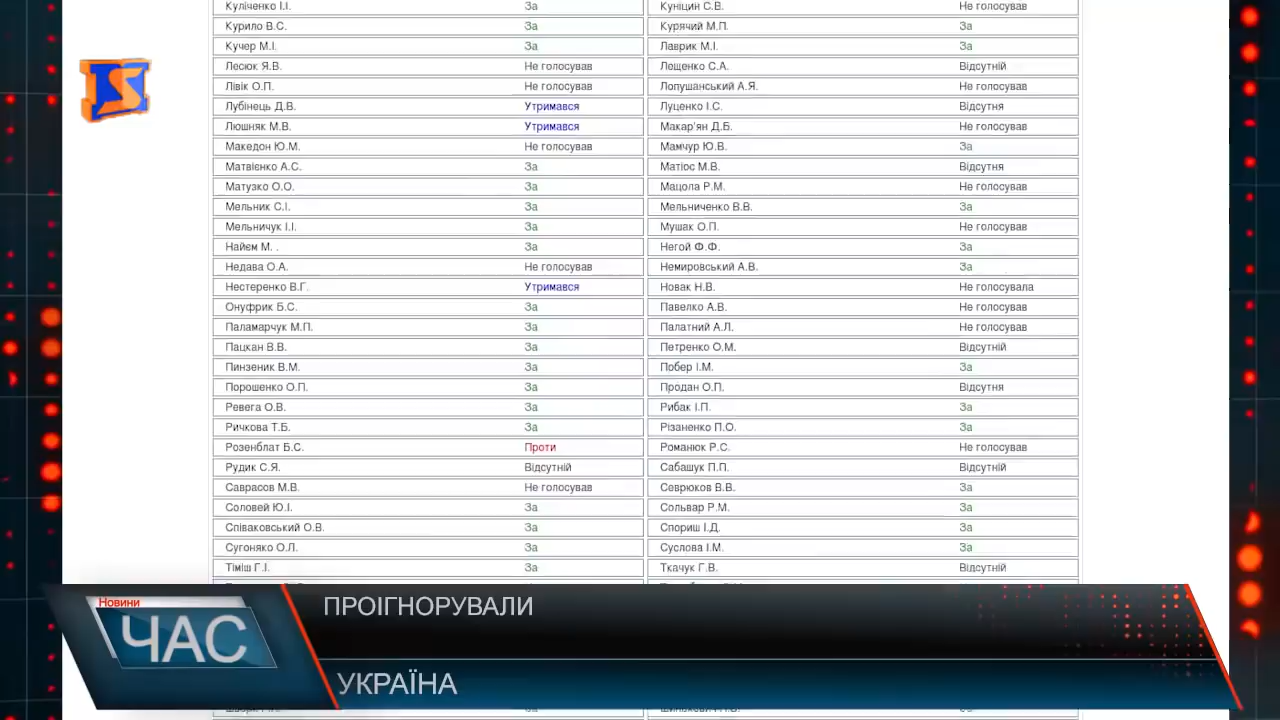 Куліченко І.І. За Куніцин С.В. Не голосував
Курило В.С. За Курячий М.П. За
Кучер М.І. За Лаврик М.І. За
Лесюк Я.В. Не голосував Лещенко С.А. Відсутній
Лівік О.П. Не голосував Лопушанський А.Я. Не голосував
Лубінець Д.В. Утримався Луценко І.С. Відсутня
Люшняк М.В. Утримався Макар'ян Д.Б. Не голосував
Македон Ю.М. Не голосував Мамчур Ю.В. За
Матвієнко А.С. За Матіос М.В. Відсутня
Матузко О.О. За Мацола Р.М. Не голосував
Мельник С.І. За Мельниченко В.В. За
Мельничук І.І. За Мушак О.П. Не голосував
Найєм М. . За Негой Ф.Ф. За
Недава О.А. Не голосував Немировський А.В. За
Нестеренко В.Г. Утримався Новак Н.В. Не голосувала
Онуфрик Б.С. За Павелко А.В. Не голосував
Паламарчук М.П. За Палатний А.Л. Не голосував
Пацкан В.В. За Петренко О.М. Відсутній
Пинзеник В.М. За Побер І.М. За
Порошенко О.П. За Продан О.П. Відсутня
Ревега О.В. За Рибак І.П. За
Ричкова Т.Б. За Різаненко П.О. За
Розенблат Б.С. Проти Романюк Р.С. Не голосував
Рудик С.Я. Відсутній Сабашук П.П. Відсутній
Саврасов М.В. Не голосував Севрюков В.В. За
Соловей Ю.І. За Сольвар Р.М. За
Співаковський О.В. За Спориш І.Д. За
Сугоняко О.Л. За Суслова І.М. За
Тіміш Г.І. За Ткачук Г.В. Відсутній
Новини
ЧАС
ПРОІГНОРУВАЛИ
УКРАЇНА